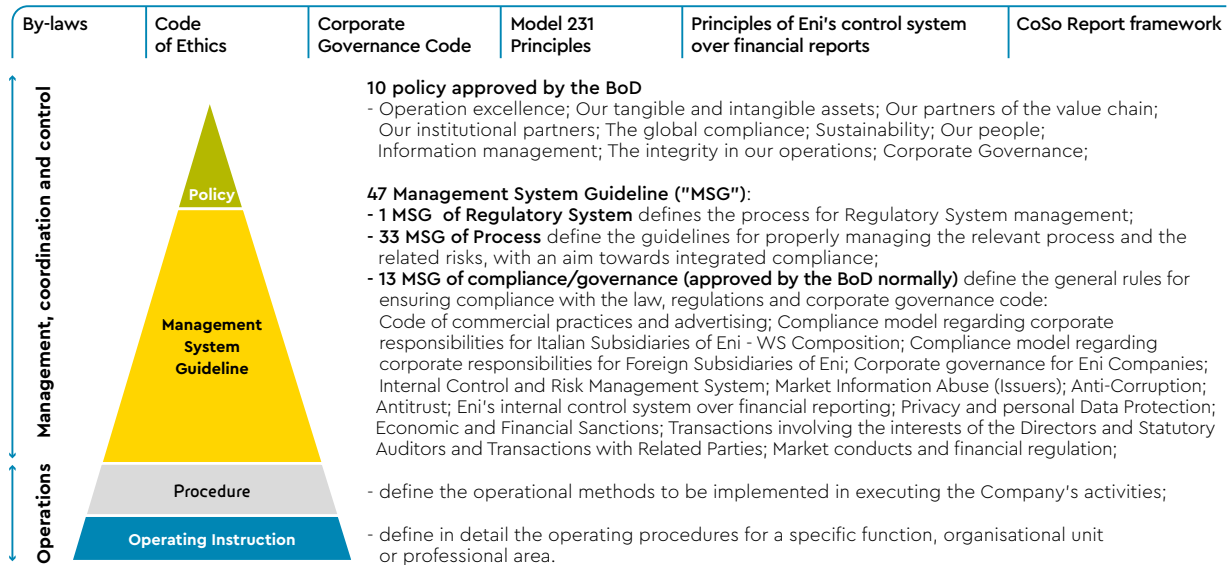 By-laws
Code
of Ethics
Corporate
Governance Code
Model 231
Principles
Principles of Eni's control system
over financial reports
CoSo Report framework
Management, coordination and control
10 policy approved by the BoD
- Operation excellence; Our tangible and intangible assets; Our partners of the value chain;
Our institutional partners; The global compliance; Sustainability; Our people;
Information management; The integrity in our operations; Corporate Governance;
Policy
47 Management System Guideline ("MSG"):
- 1 MSG of Regulatory System defines the process for Regulatory System management;
- 33 MSG of Process define the guidelines for properly managing the relevant process and the
related risks, with an aim towards integrated compliance;
- 13 MSG of compliance/governance (approved by the BoD normally) define the general rules for
ensuring compliance with the law, regulations and corporate governance code:
Code of commercial practices and advertising; Compliance model regarding corporate
responsibilities for Italian Subsidiaries of Eni - WS Composition; Compliance model regarding
corporate responsibilities for Foreign Subsidiaries of Eni; Corporate governance for Eni Companies;
Internal Control and Risk Management System; Market Information Abuse (Issuers); Anti-Corruption;
Antitrust; Eni's internal control system over financial reporting; Privacy and personal Data Protection;
Economic and Financial Sanctions; Transactions involving the interests of the Directors and Statutory
Auditors and Transactions with Related Parties; Market conducts and financial regulation;
Management
System
Guideline
Operations
Procedure
- define the operational methods to be implemented in executing the Company's activities;
Operating Instruction
- define in detail the operating procedures for a specific function, organisational unit
or professional area.